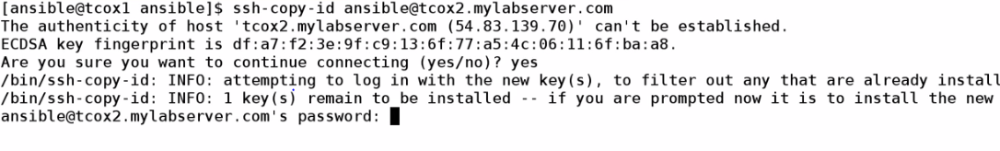 [ansible@tcox1 ansible]$ ssh-copy-id ansible@tcox2.mylabserver.com
The authenticity of host 'tcox2.mylabserver.com (54.83.139.70)' can't be established.
ECDSA key fingerprint is df:a7:f2:3e:9f:c9:13:6f:77:a5:4c:06:11:6f:ba:a8.
Are you sure you want to continue connecting (yes/no)? yes
/bin/ssh-copy-id: INFO: attempting to log in with the new key(s), to filter out any that are already install
/bin/ssh-copy-id: INFO: 1 key(s) remain to be installed -- if you are prompted now it is to install the new
ansible@tcox2.mylabserver.com's password: